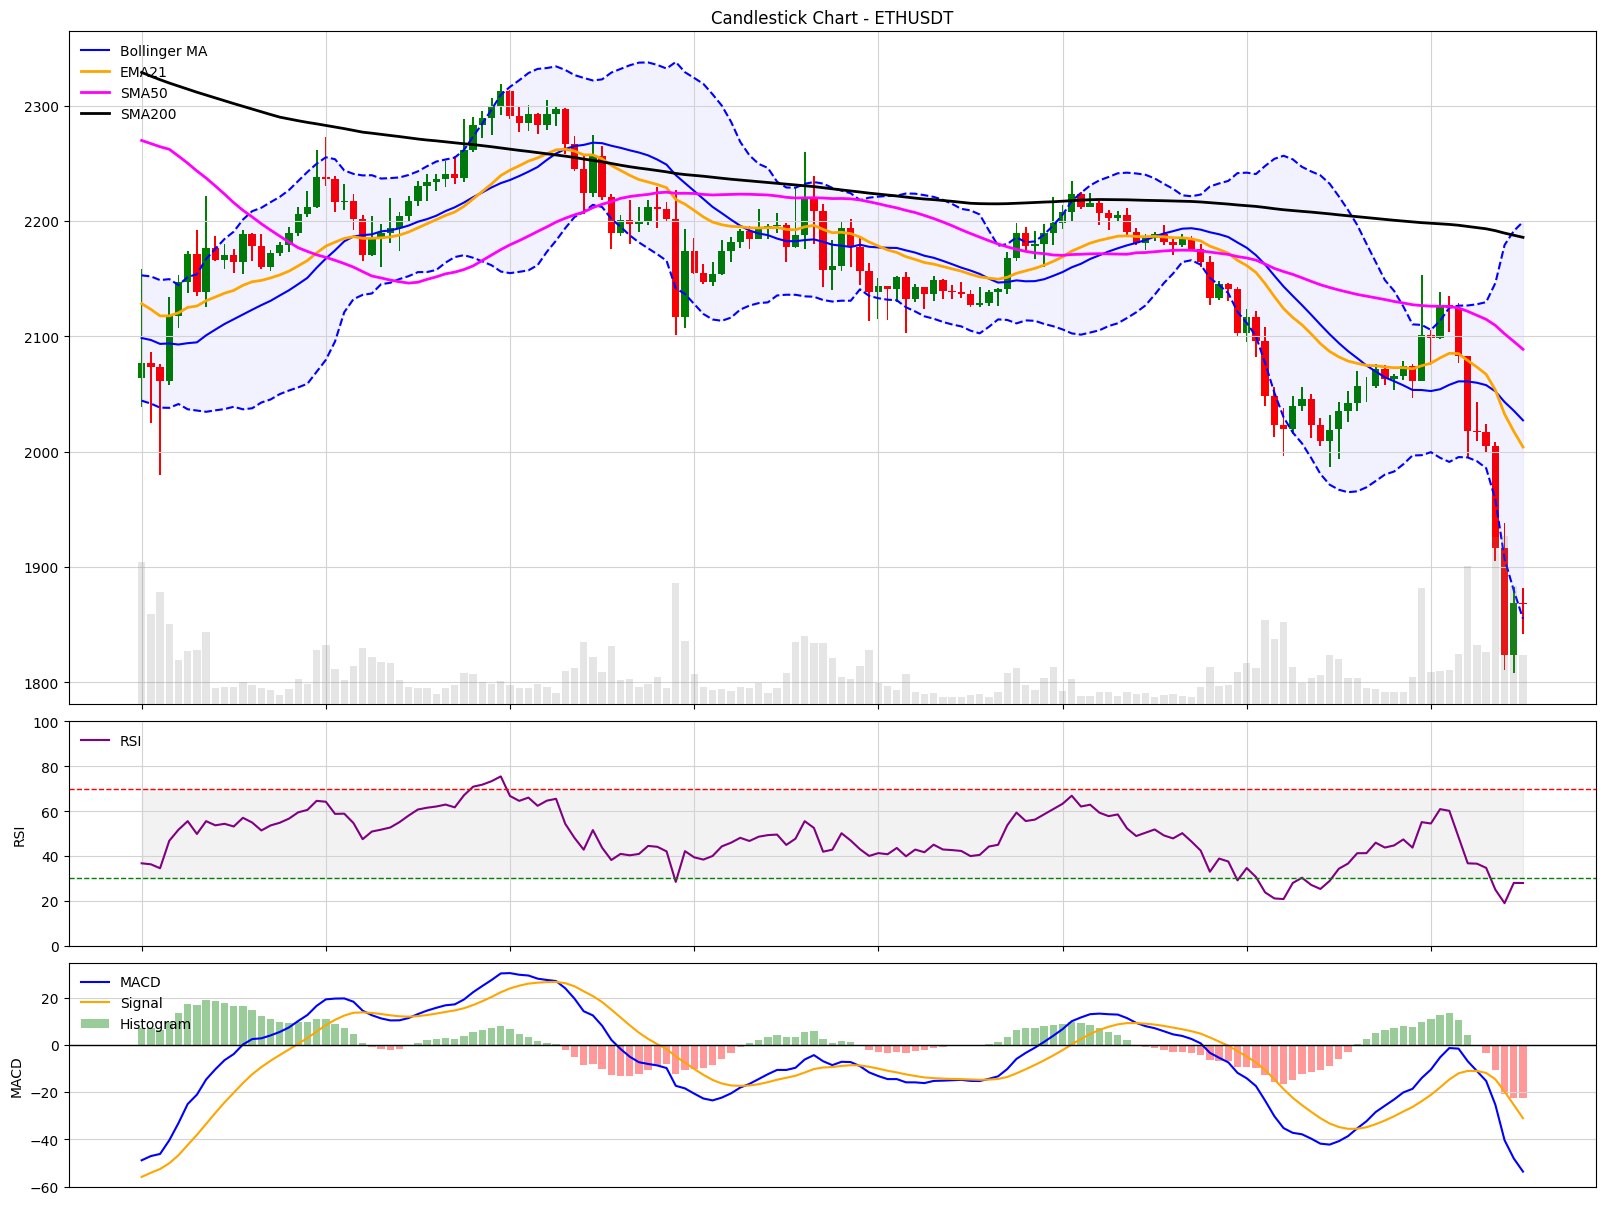 Candlestick Chart - ETHUSDT
Bollinger MA
EMA21
SMA50
SMA200
2300
2200
2100
2000
1900
1800
RSI
100
80
60
40
20
0
RSI
MACD
Signal
Histogram
20
0
−20
−40
−60
MACD